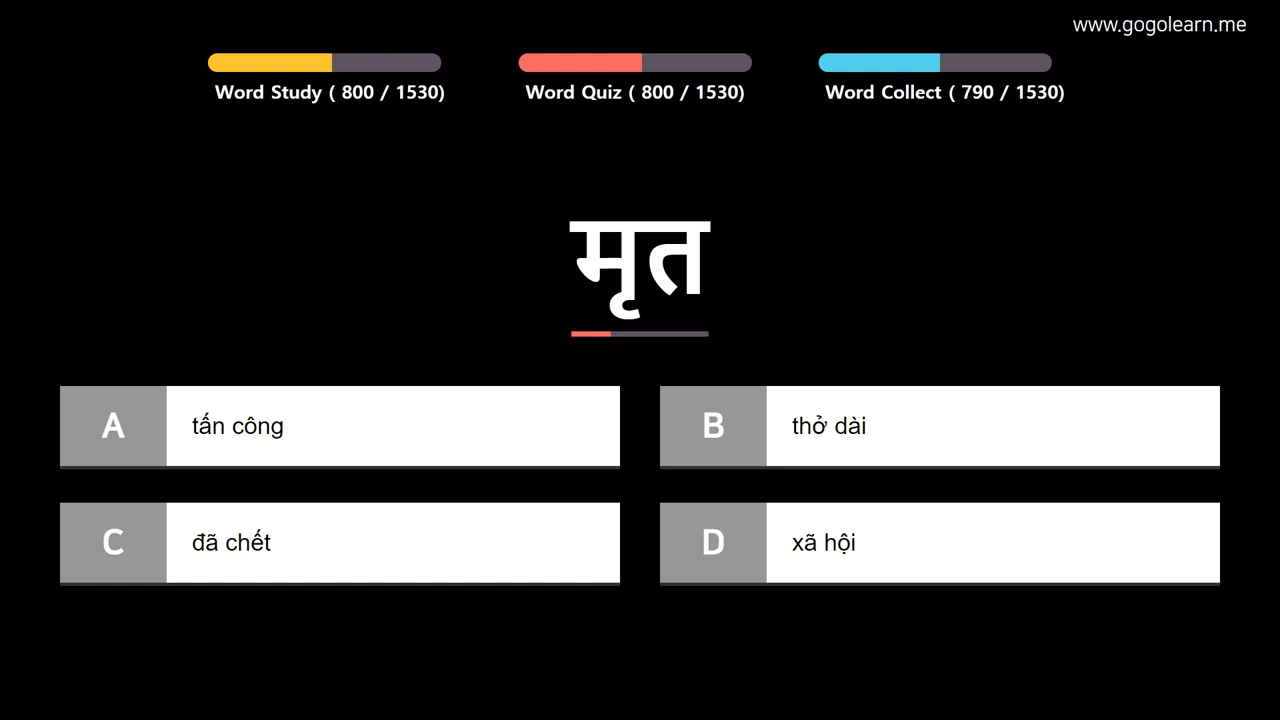 www.gogolearn.me
Word Study ( 800 / 1530)
Word Quiz ( 800 / 1530)
Word Collect ( 790 / 1530)
मृत
A tấn công
B thở dài
C đã chết
D xã hội